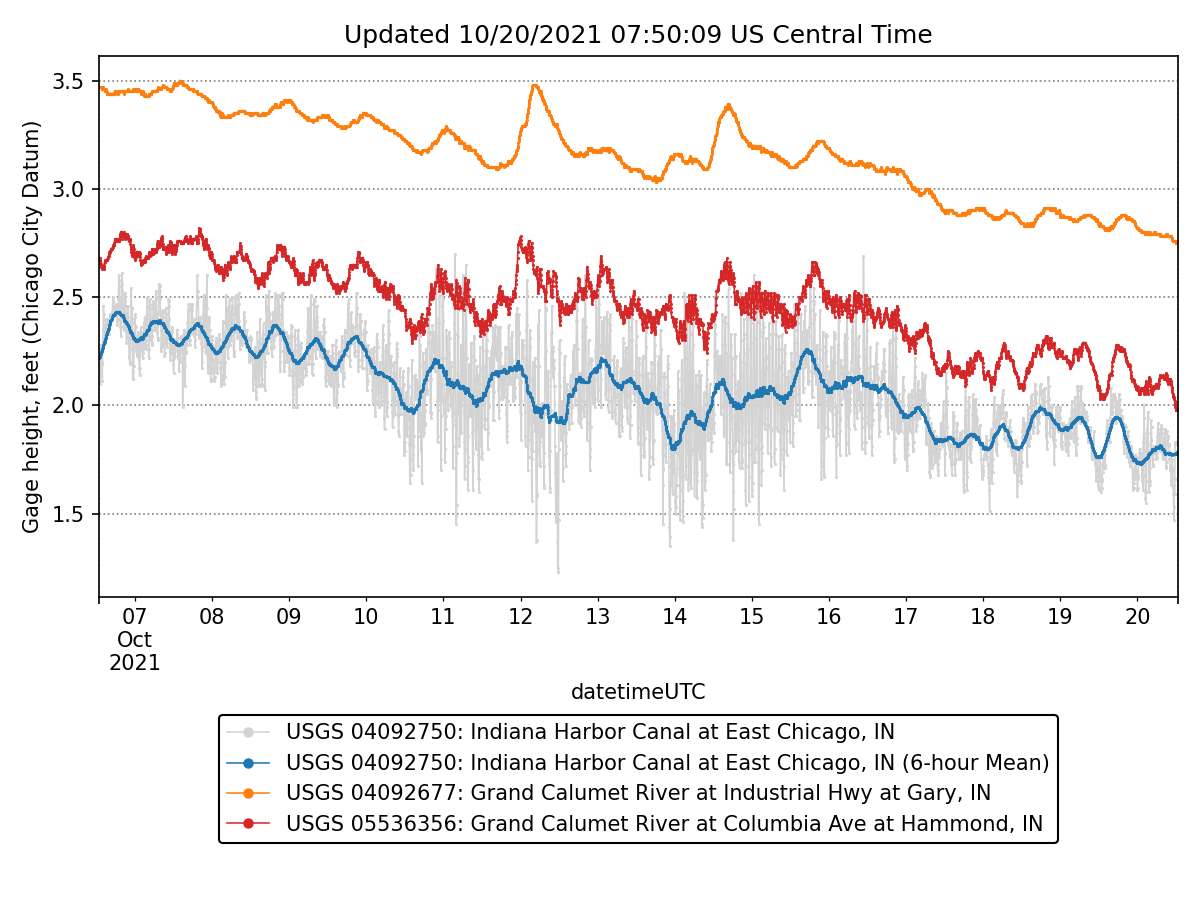 Updated 10/20/2021 07:50:09 US Central Time
Gage height, feet (Chicago City Datum)
3.5
3.0
2.5
2.0
1.5
07 08 09 10 11 12 13 14 15 16 17 18 19 20
Oct
2021
datetimeUTC
USGS 04092750: Indiana Harbor Canal at East Chicago, IN
USGS 04092750: Indiana Harbor Canal at East Chicago, IN (6-hour Mean)
USGS 04092677: Grand Calumet River at Industrial Hwy at Gary, IN
USGS 05536356: Grand Calumet River at Columbia Ave at Hammond, IN